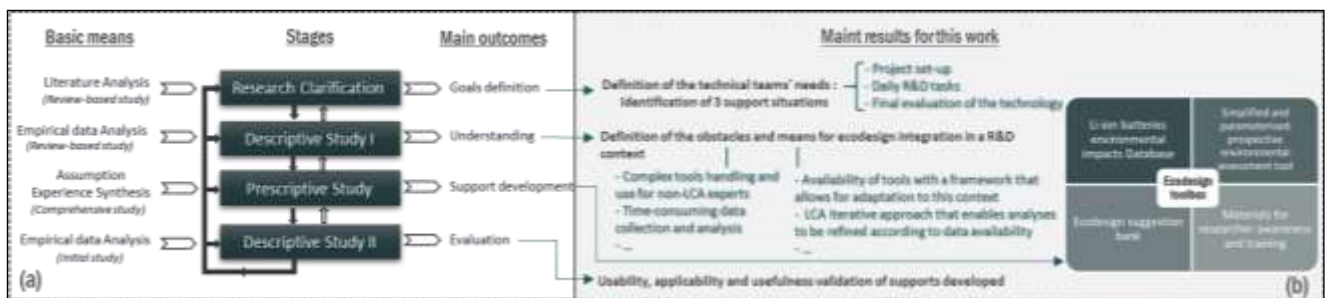 Basic means
Stages
Main outcomes
Literature Analysis
(Review-based study)
Research Clarification
Goals definition
Empirical data Analysis
(Review-based study)
Descriptive Study I
Understanding
Assumption
Experience Synthesis
(Comprehensive study)
Prescriptive Study
Support development
Empirical data Analysis
(Initial study)
Descriptive Study II
Evaluation
(a)
Maint results for this work
Definition of the technical teams' needs :
Identification of 3 support situations
- Project set-up
- Daily R&D tasks
- Final evaluation of the technology
Definition of the obstacles and means for ecodesign integration in a R&D
context
- Complex tools handling and
use for non-LCA experts
- Time-consuming data
collection and analysis
- ...
- Availability of tools with a framework that
allows for adaptation to this context
- LCA iterative approach that enables analyses
to be refined according to data availability
- ...
Usability, applicability and usefulness validation of supports developed
Li-ion batteries
environmental
impacts Database
Simplified and
parameterised
prospective
environmental
assessment tool
Ecodesign
toolbox
Ecodesign suggestion
bank
Materials for
researcher awareness
and training
(b)